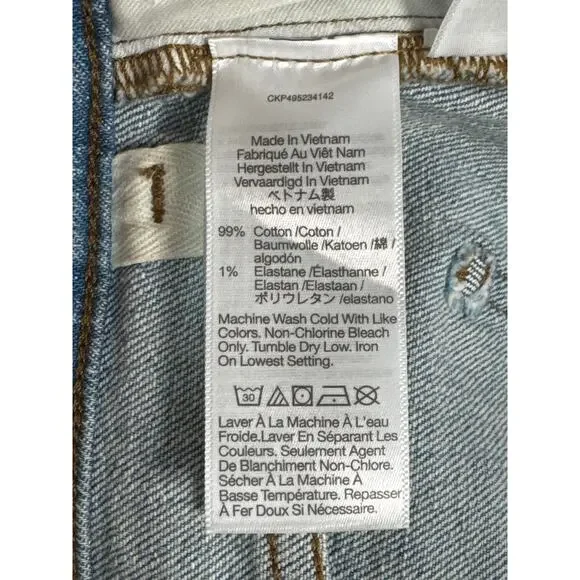 CKP495234142
Made In Vietnam
Fabriqué Au Viêt Nam
Hergestellt In Vietnam
Vervaardigd In Vietnam
ベトナム製
hecho en vietnam
99% Cotton /Coton /
Baumwolle /Katoen /綿 /
algodón
1% Elastane /Élasthanne /
Elastan /Elastaan /
ポリウレタン /elastano
Machine Wash Cold With Like
Colors. Non-Chlorine Bleach
Only. Tumble Dry Low. Iron
On Lowest Setting.
30
Laver À La Machine À L'eau
Froide.Laver En Séparant Les
Couleurs. Seulement Agent
De Blanchiment Non-Chlore.
Sécher À La Machine À
Basse Température. Repasser
À Fer Doux Si Nécessaire.
1